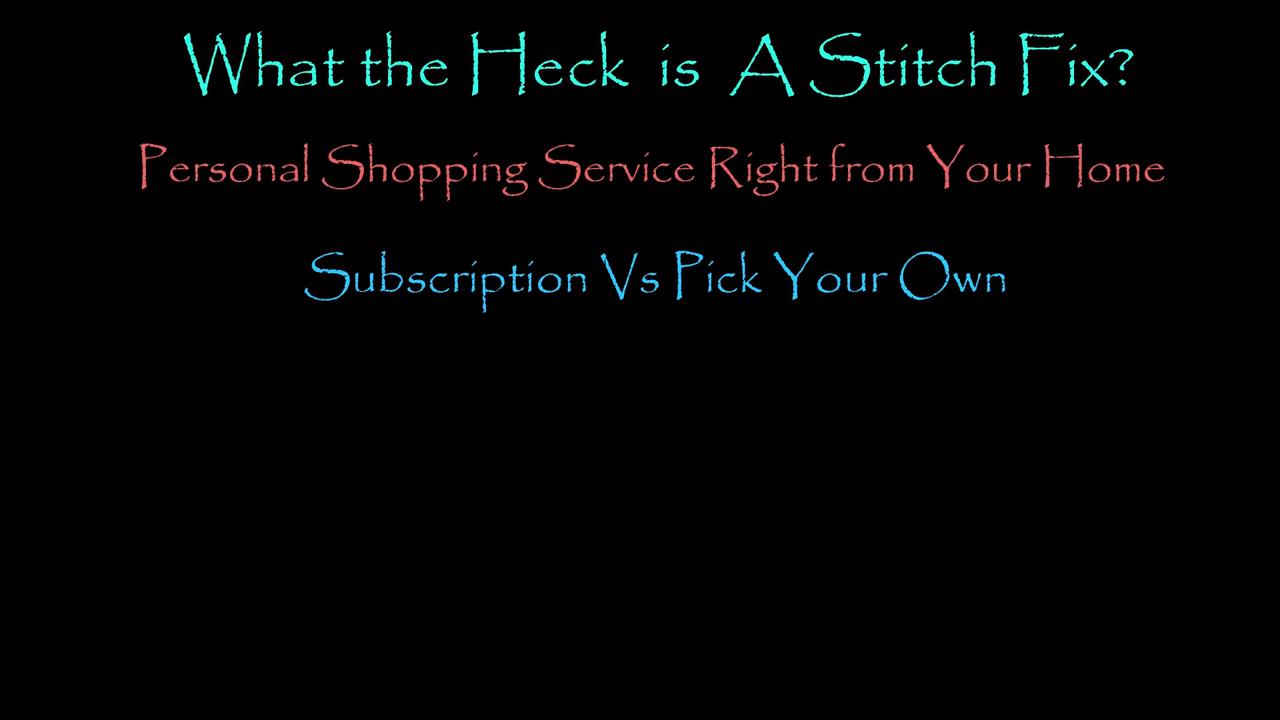 What the Heck is A Stitch Fix?
Personal Shopping Service Right from Your Home
Subscription Vs Pick Your Own